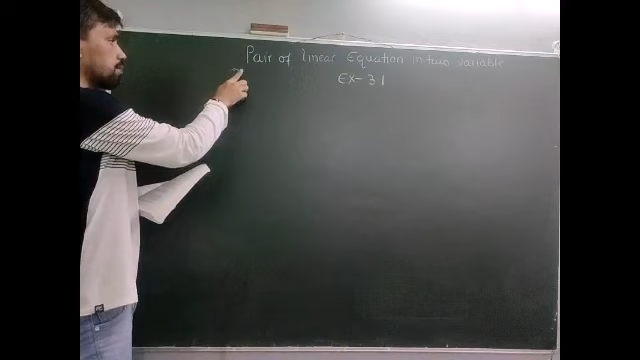 Pair of linear Equation in two variable
EX- 3.1